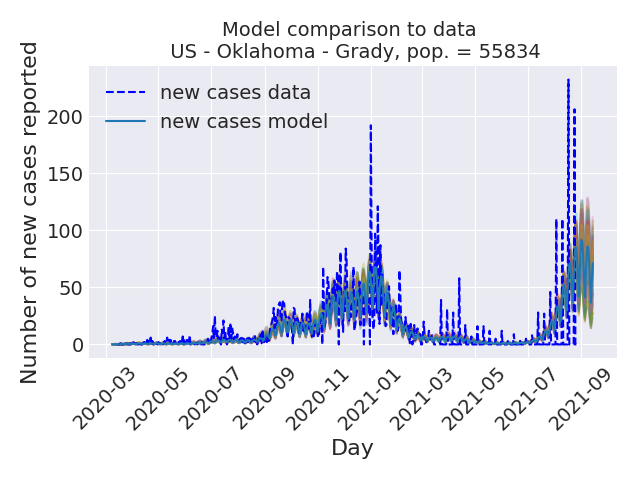 Model comparison to data
US - Oklahoma - Grady, pop. = 55834
Number of new cases reported
new cases data
new cases model
200
150
100
50
0
2020-03
2020-05
2020-07
2020-09
2020-11
2021-01
2021-03
2021-05
2021-07
2021-09
Day